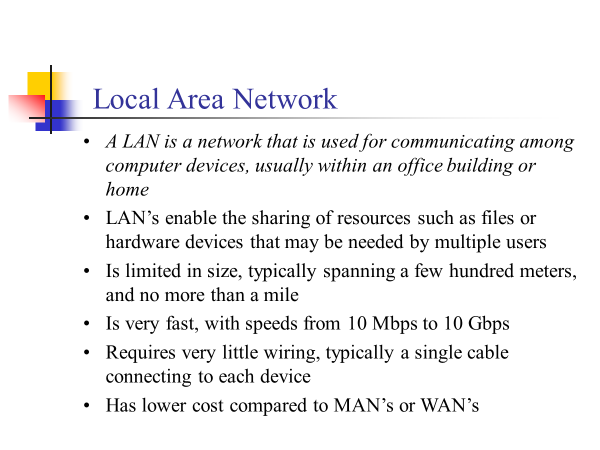 Local Area Network
• A LAN is a network that is used for communicating among
computer devices, usually within an office building or
home
• LAN’s enable the sharing of resources such as files or
hardware devices that may be needed by multiple users
• Is limited in size, typically spanning a few hundred meters,
and no more than a mile
• Is very fast, with speeds from 10 Mbps to 10 Gbps
• Requires very little wiring, typically a single cable
connecting to each device
• Has lower cost compared to MAN’s or WAN’s